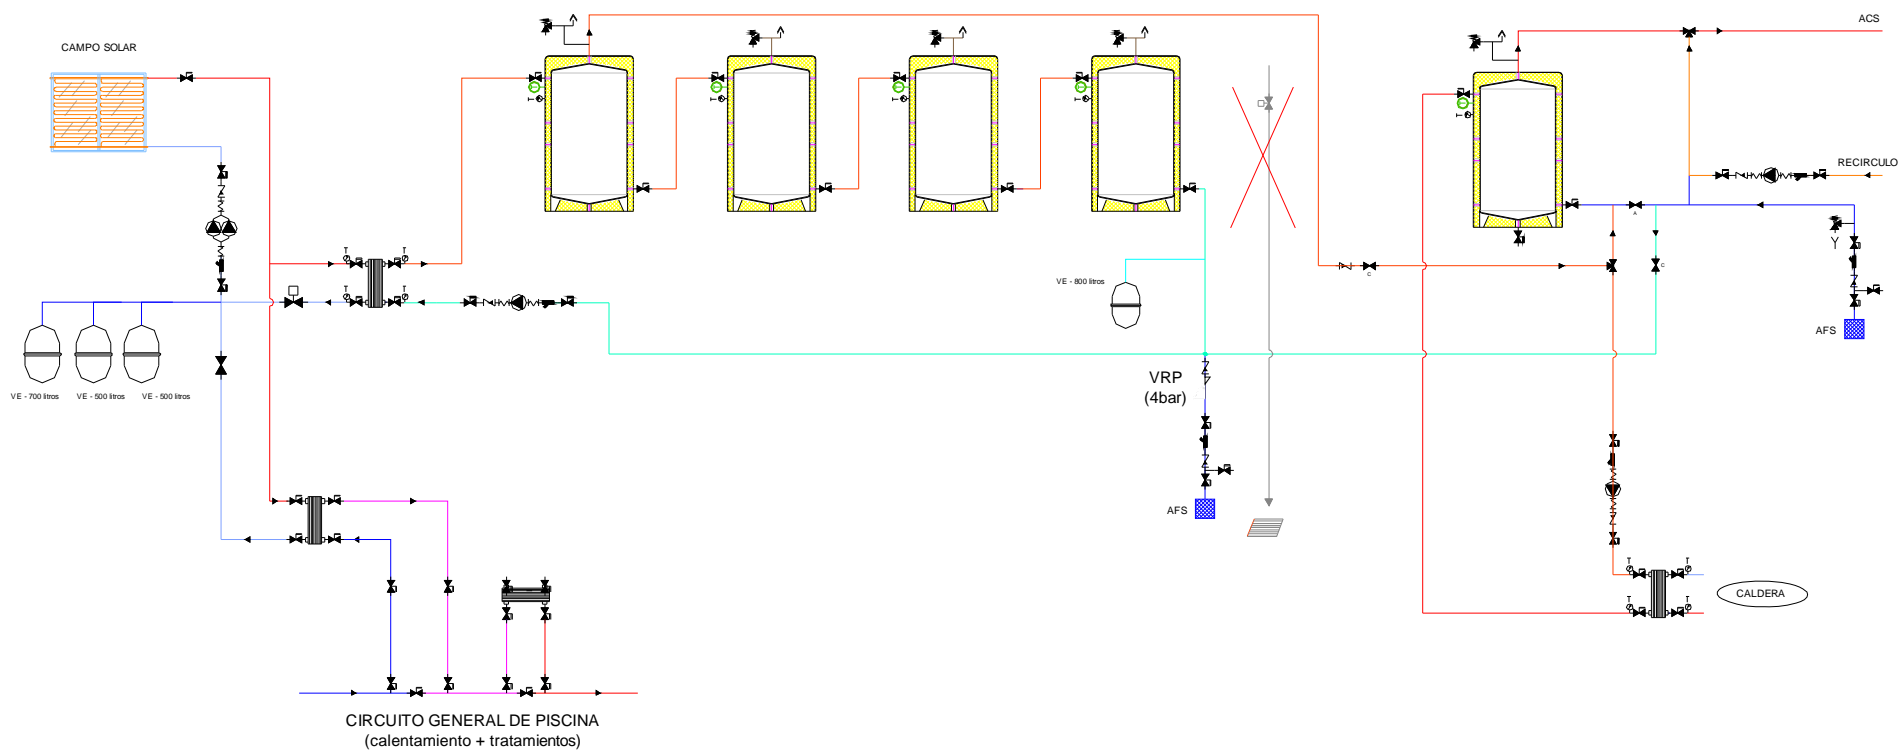 CAMPO SOLAR
ACS
RECIRCULO
T
T
T
T
T
A
C
C
T
T
T
T
VE - 800 litros
AFS
VRP
(4bar)
VE - 700 litros
VE - 500 litros
VE - 500 litros
AFS
T
T
CALDERA
T
T
CIRCUITO GENERAL DE PISCINA
(calentamiento + tratamientos)